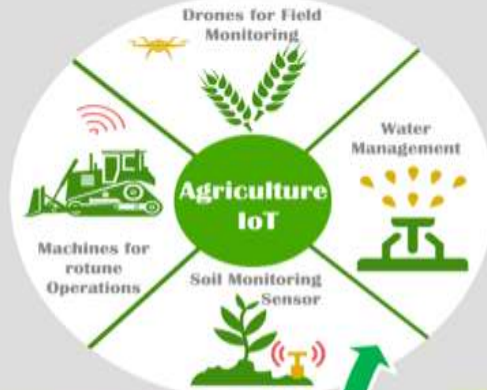 Drones for Field
Monitoring
Water
Management
Agriculture
IoT
Machines for
rotune
Operations
Soil Monitoring
Sensor